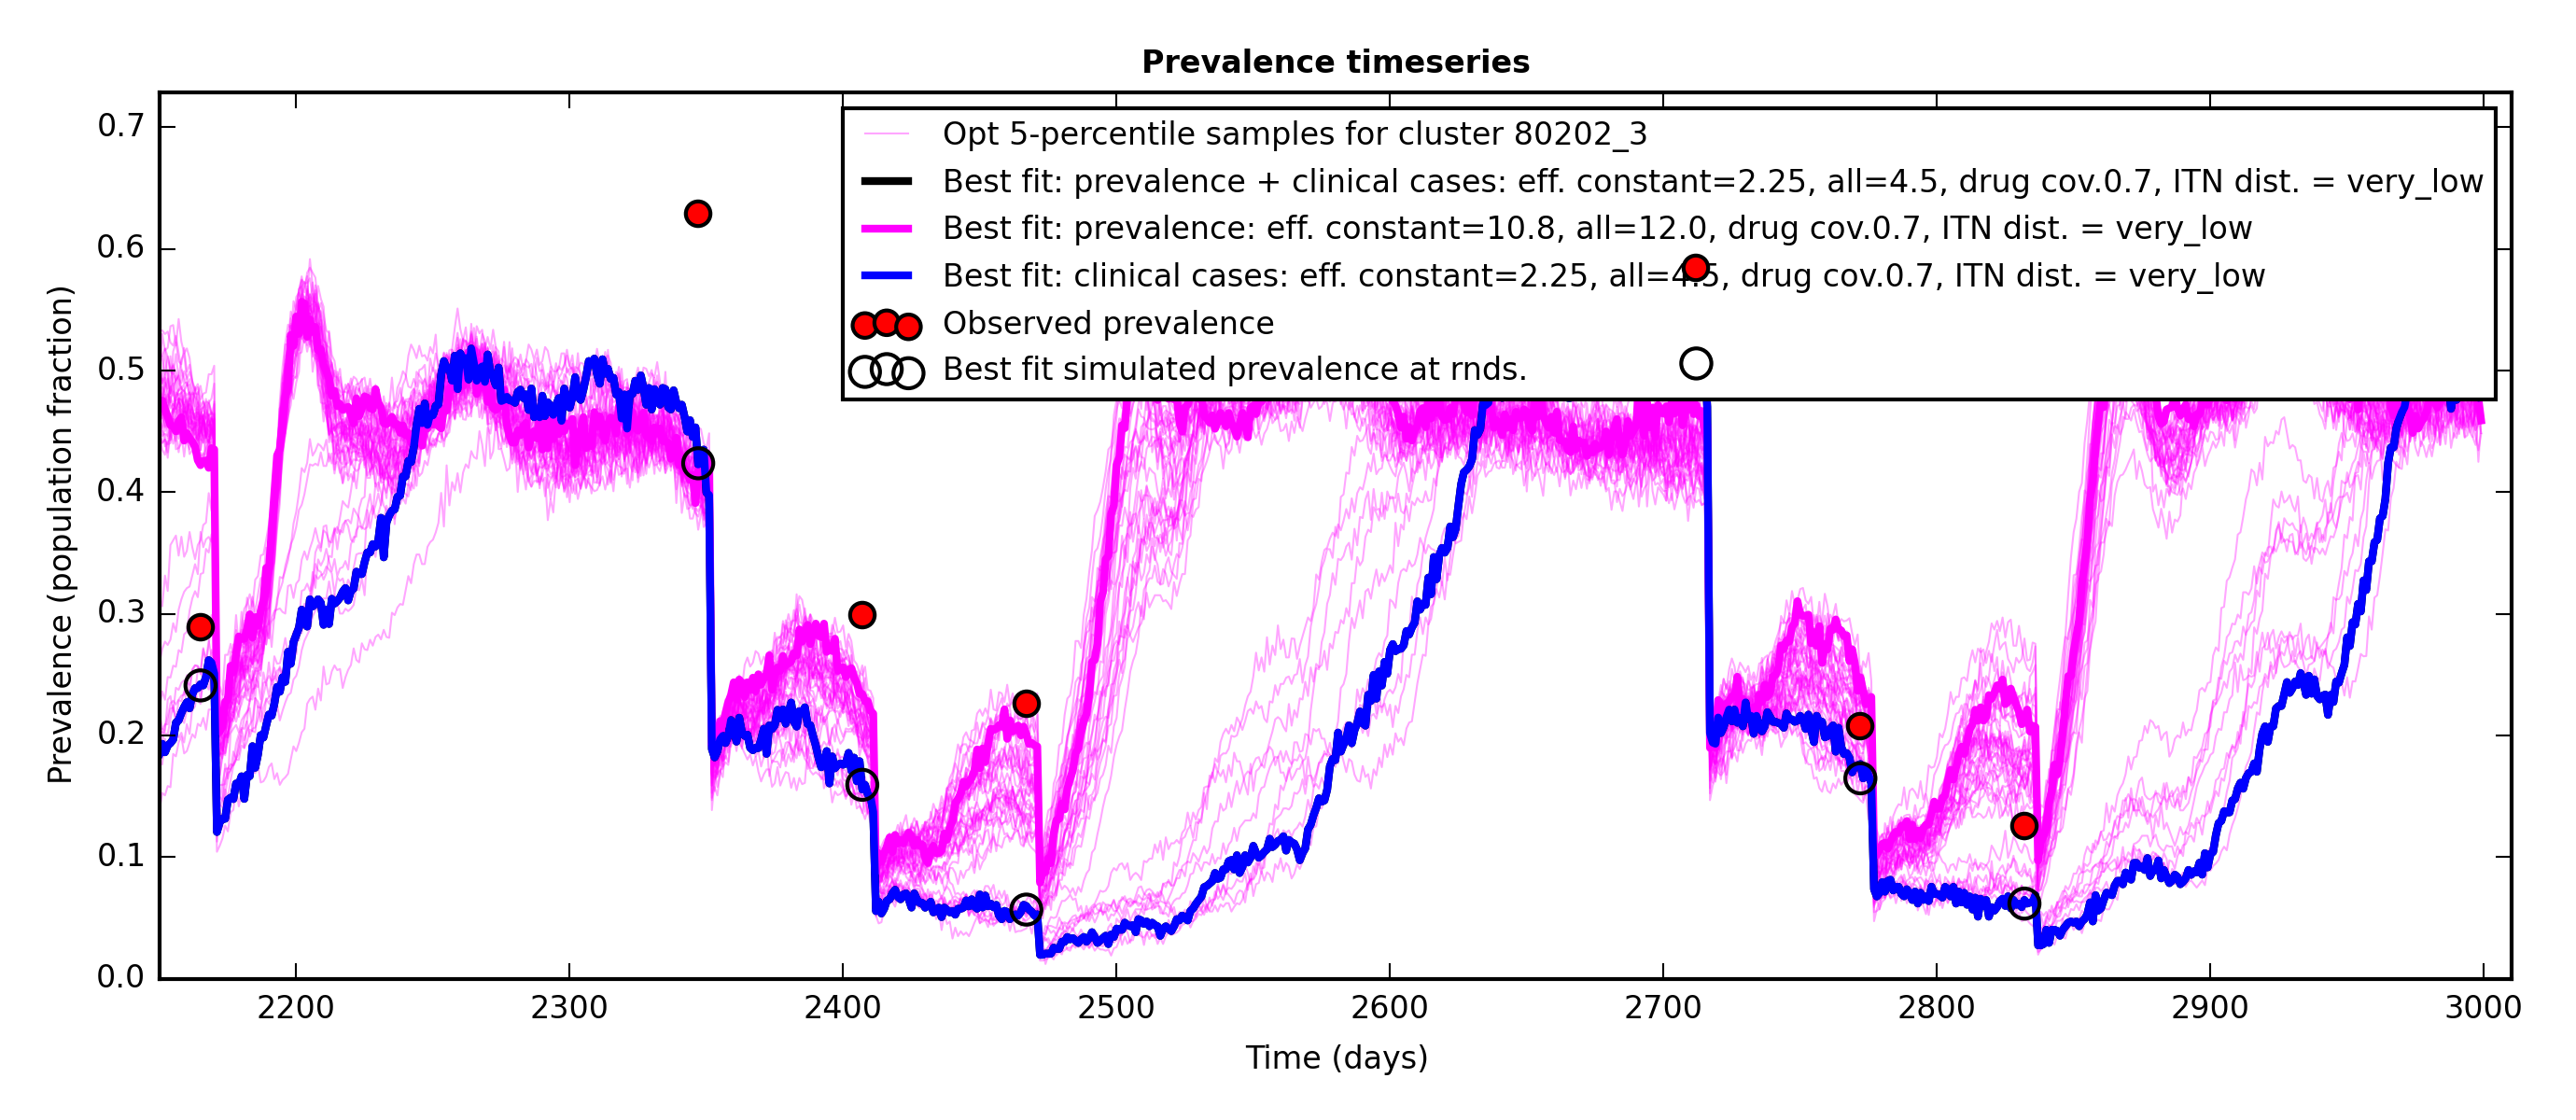 Prevalence timeseries
Prevalence (population fraction)
0.7
0.6
0.5
0.4
0.3
0.2
0.1
0.0
Opt 5-percentile samples for cluster 80202_3
Best fit: prevalence + clinical cases: eff. constant=2.25, all=4.5, drug cov.0.7, ITN dist. = very_low
Best fit: prevalence: eff. constant=10.8, all=12.0, drug cov.0.7, ITN dist. = very_low
Best fit: clinical cases: eff. constant=2.25, all=4.5, drug cov.0.7, ITN dist. = very_low
Observed prevalence
Best fit simulated prevalence at rnds.
2200 2300 2400 2500 2600 2700 2800 2900 3000
Time (days)